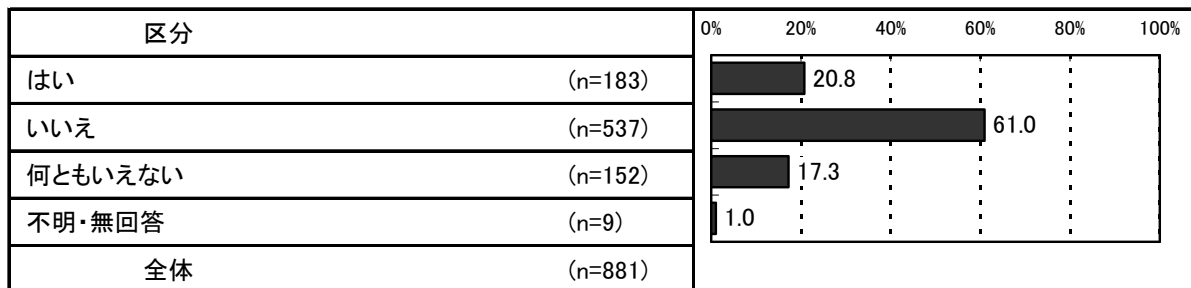 区分 0% 20% 40% 60% 80% 100%
はい (n=183) 20.8
いいえ (n=537) 61.0
何ともいえない (n=152) 17.3
不明・無回答 (n=9) 1.0
全体 (n=881)